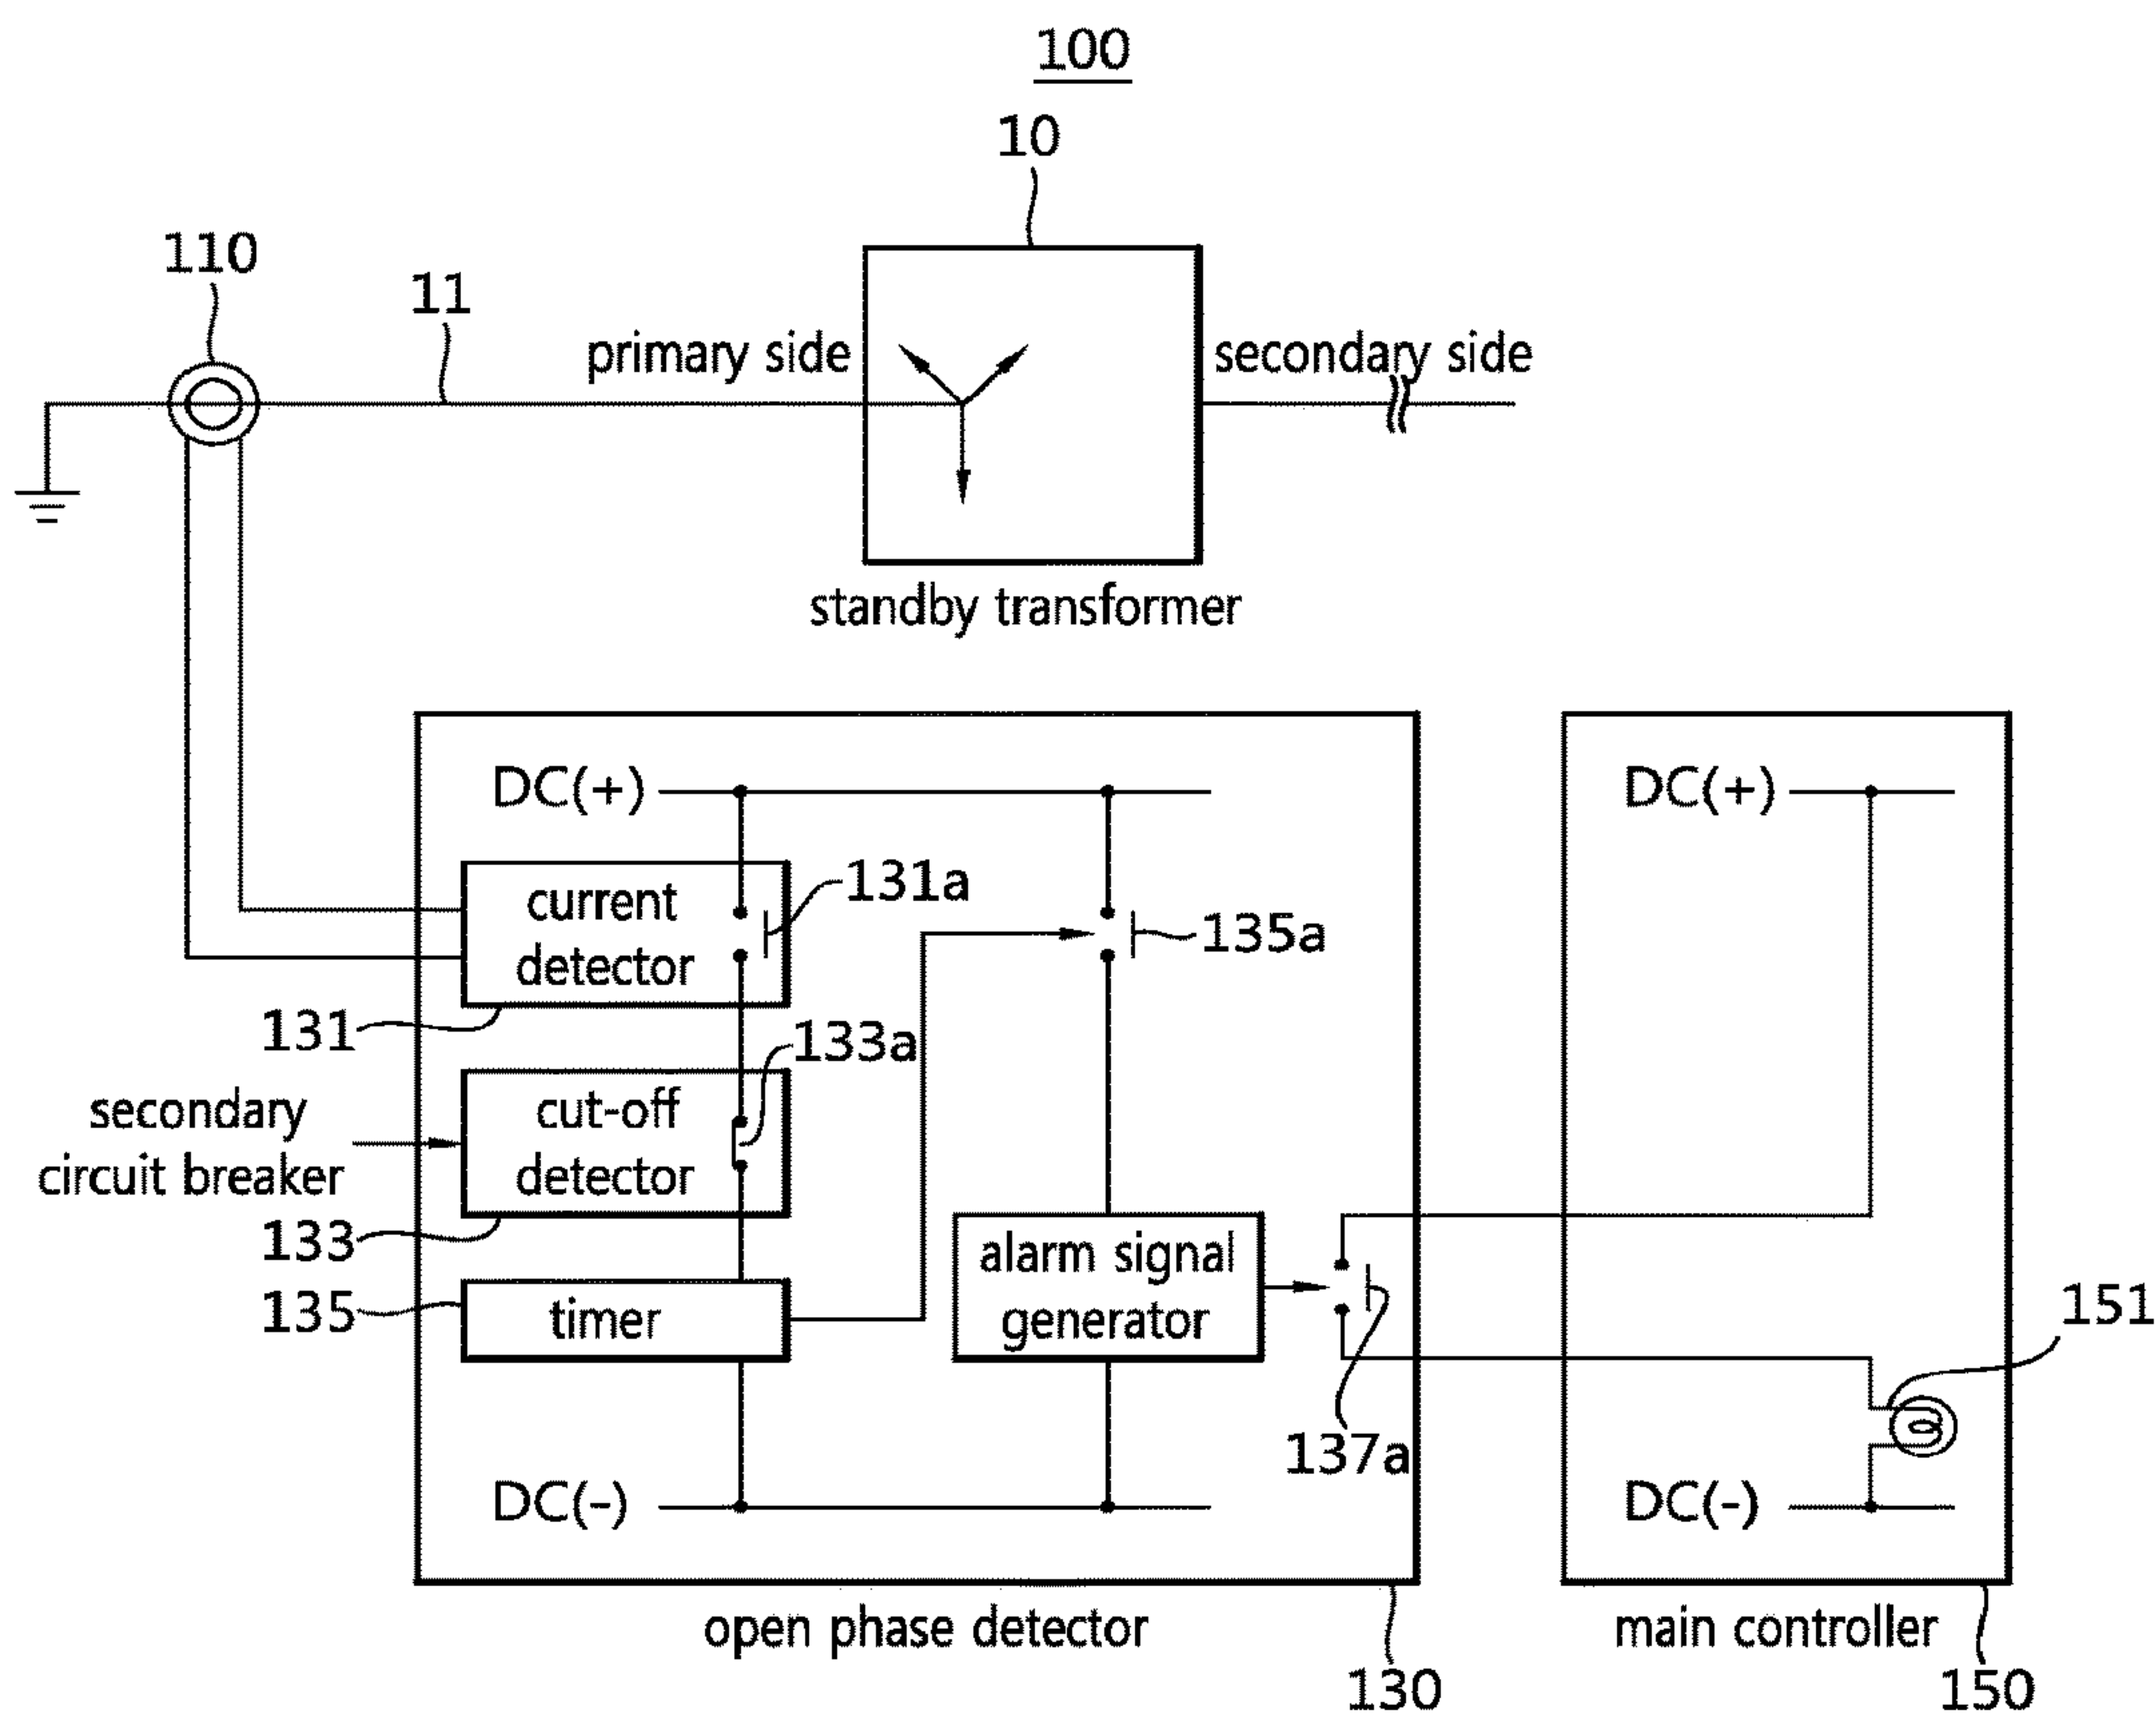 100
10
110
11
primary side
secondary side
standby transformer
DC(+)
DC(+)
current
detector
131a
135a
131
133a
secondary
circuit breaker
cut-off
detector
133
alarm signal
generator
135
timer
151
137a
DC(-)
DC(-)
open phase detector
main controller
130
150